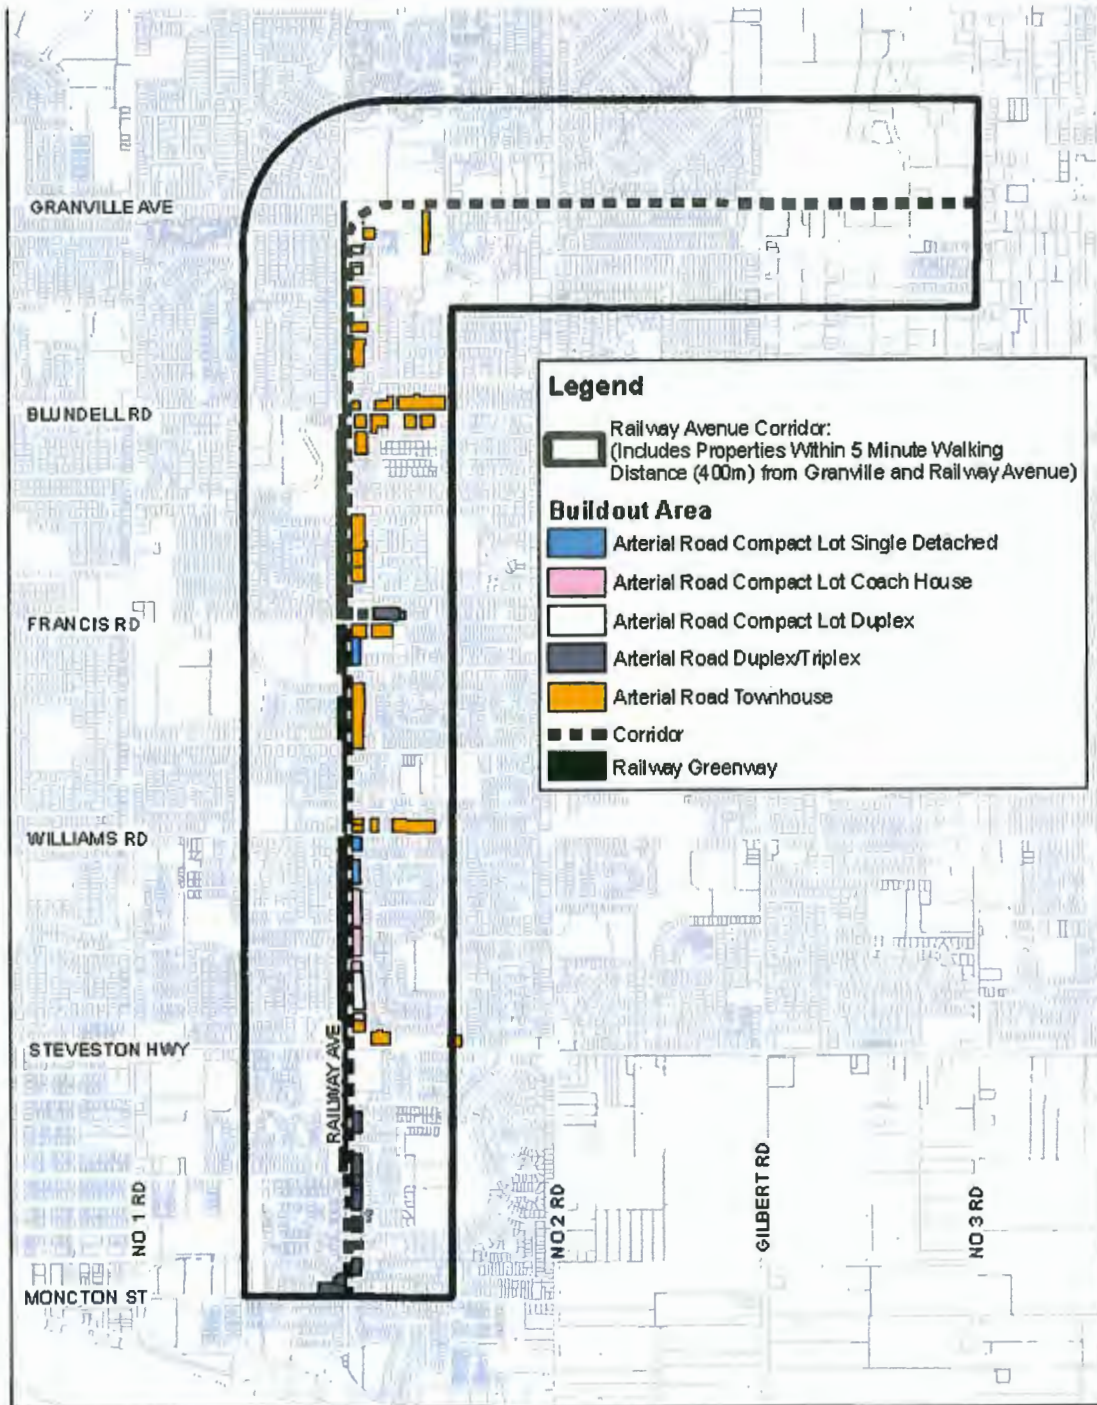 GRANVILLE AVE
BLUNDELL RD
FRANCIS RD
WILLIAMS RD
STEVESTON HWY
MONCTON ST
RAILWAY AVE
NO 1 RD
NO 2 RD
GILBERT RD
NO 3 RD
Legend
Railway Avenue Corridor:
(Includes Properties Within 5 Minute Walking
Distance (400m) from Granville and Railway Avenue)
Buildout Area
Arterial Road Compact Lot Single Detached
Arterial Road Compact Lot Coach House
Arterial Road Compact Lot Duplex
Arterial Road Duplex/Triplex
Arterial Road Townhouse
Corridor
Railway Greenway